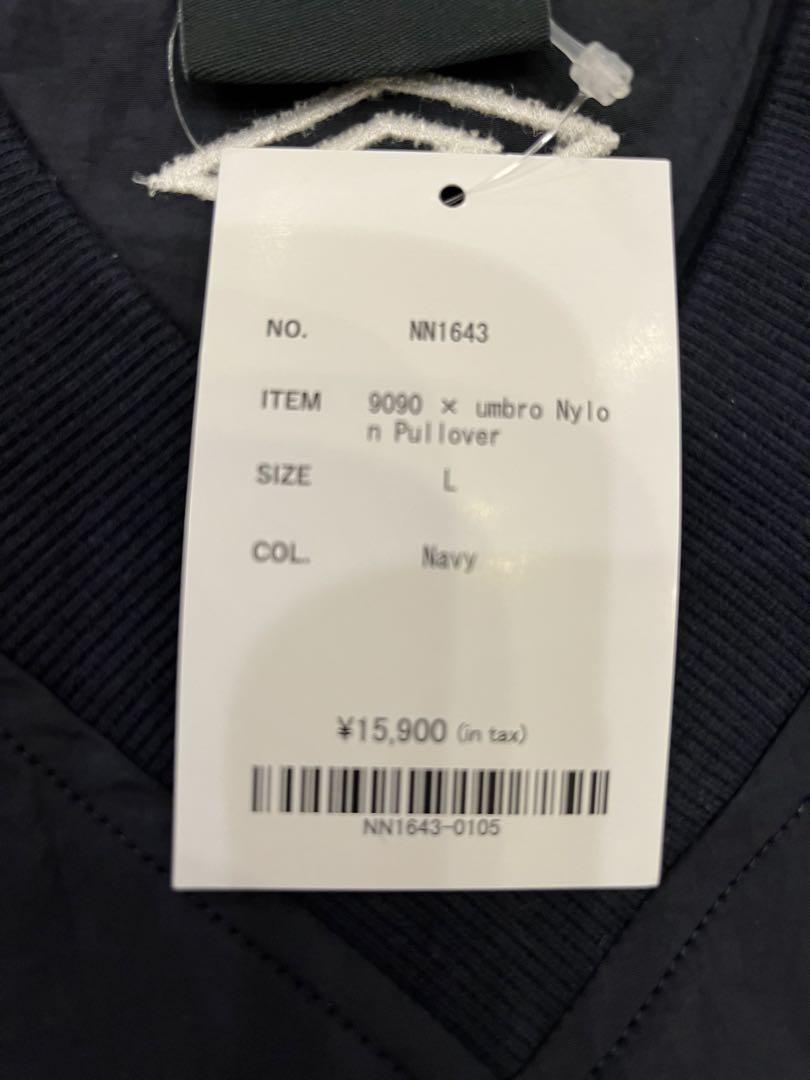 NO. NN1643
ITEM 9090 × umbro Nylo
n Pullover
SIZE L
COL. Navy
¥15,900 (in tax)
NN1643-0105